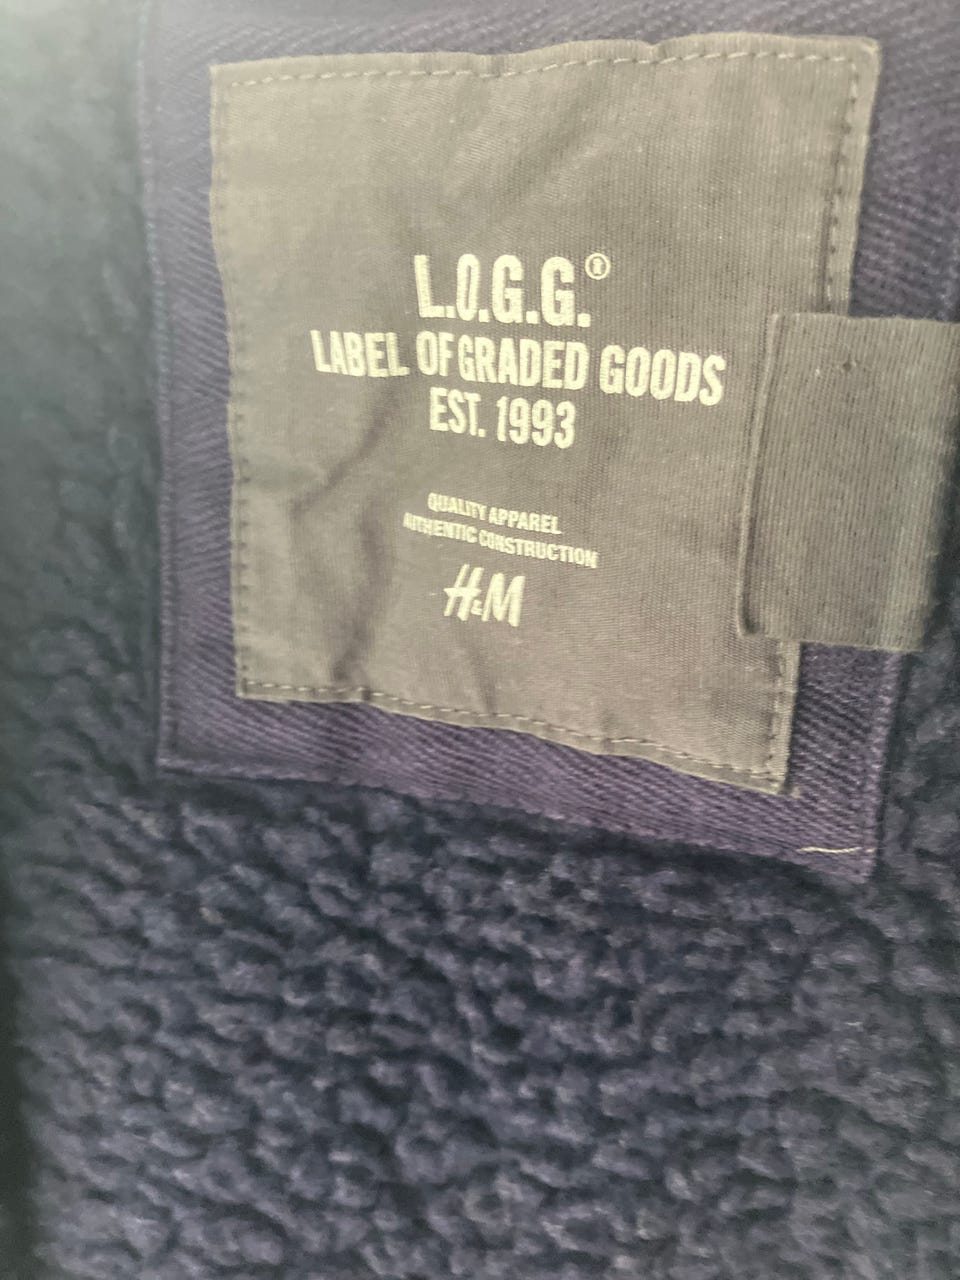 L.O.G.G.®
LABEL OF GRADED GOODS
EST. 1993
QUALITY APPAREL
AUTHENTIC CONSTRUCTION
H&M